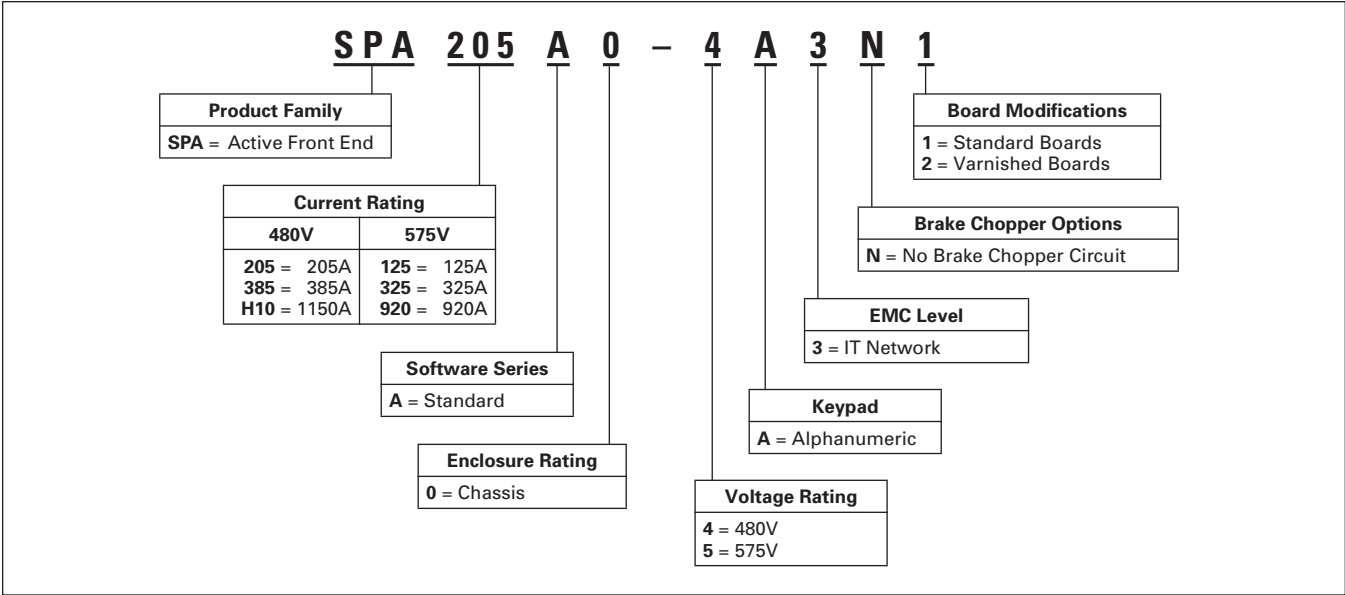 SPA 205 A 0 – 4 A 3 N 1
Product Family
SPA = Active Front End
Board Modifications
1 = Standard Boards
2 = Varnished Boards
Current Rating
480V 575V
205 = 205A 125 = 125A
385 = 385A 325 = 325A
H10 = 1150A 920 = 920A
Brake Chopper Options
N = No Brake Chopper Circuit
EMC Level
3 = IT Network
Software Series
A = Standard
Keypad
A = Alphanumeric
Enclosure Rating
0 = Chassis
Voltage Rating
4 = 480V
5 = 575V